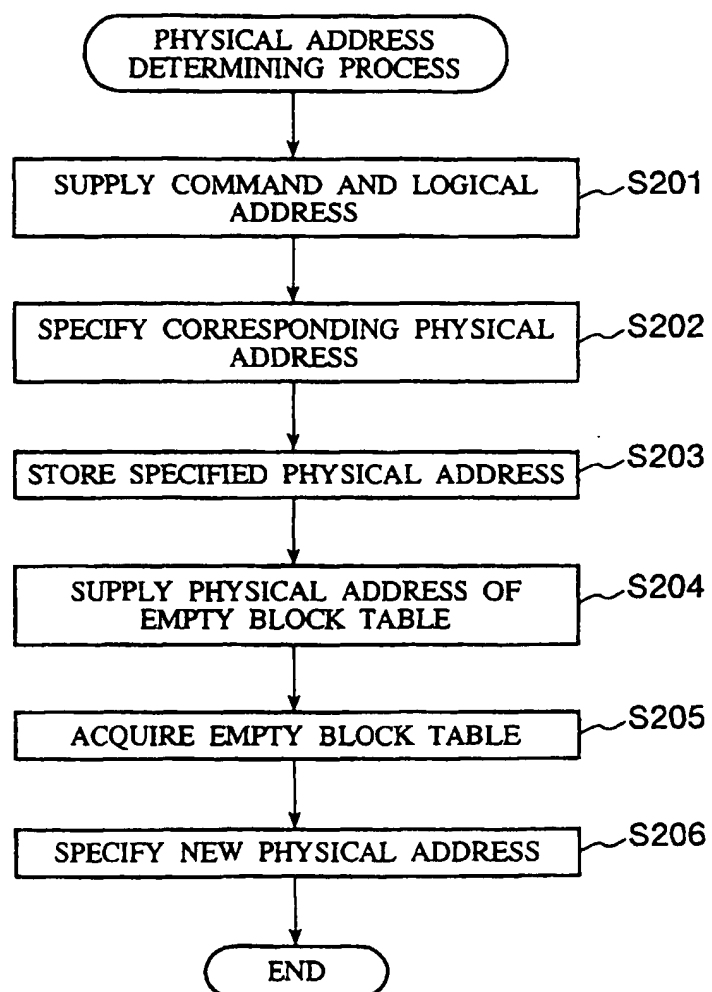 PHYSICAL ADDRESS
DETERMINING PROCESS
SUPPLY COMMAND AND LOGICAL
ADDRESS
S201
SPECIFY CORRESPONDING PHYSICAL
ADDRESS
S202
STORE SPECIFIED PHYSICAL ADDRESS
S203
SUPPLY PHYSICAL ADDRESS OF
EMPTY BLOCK TABLE
S204
ACQUIRE EMPTY BLOCK TABLE
S205
SPECIFY NEW PHYSICAL ADDRESS
S206
END